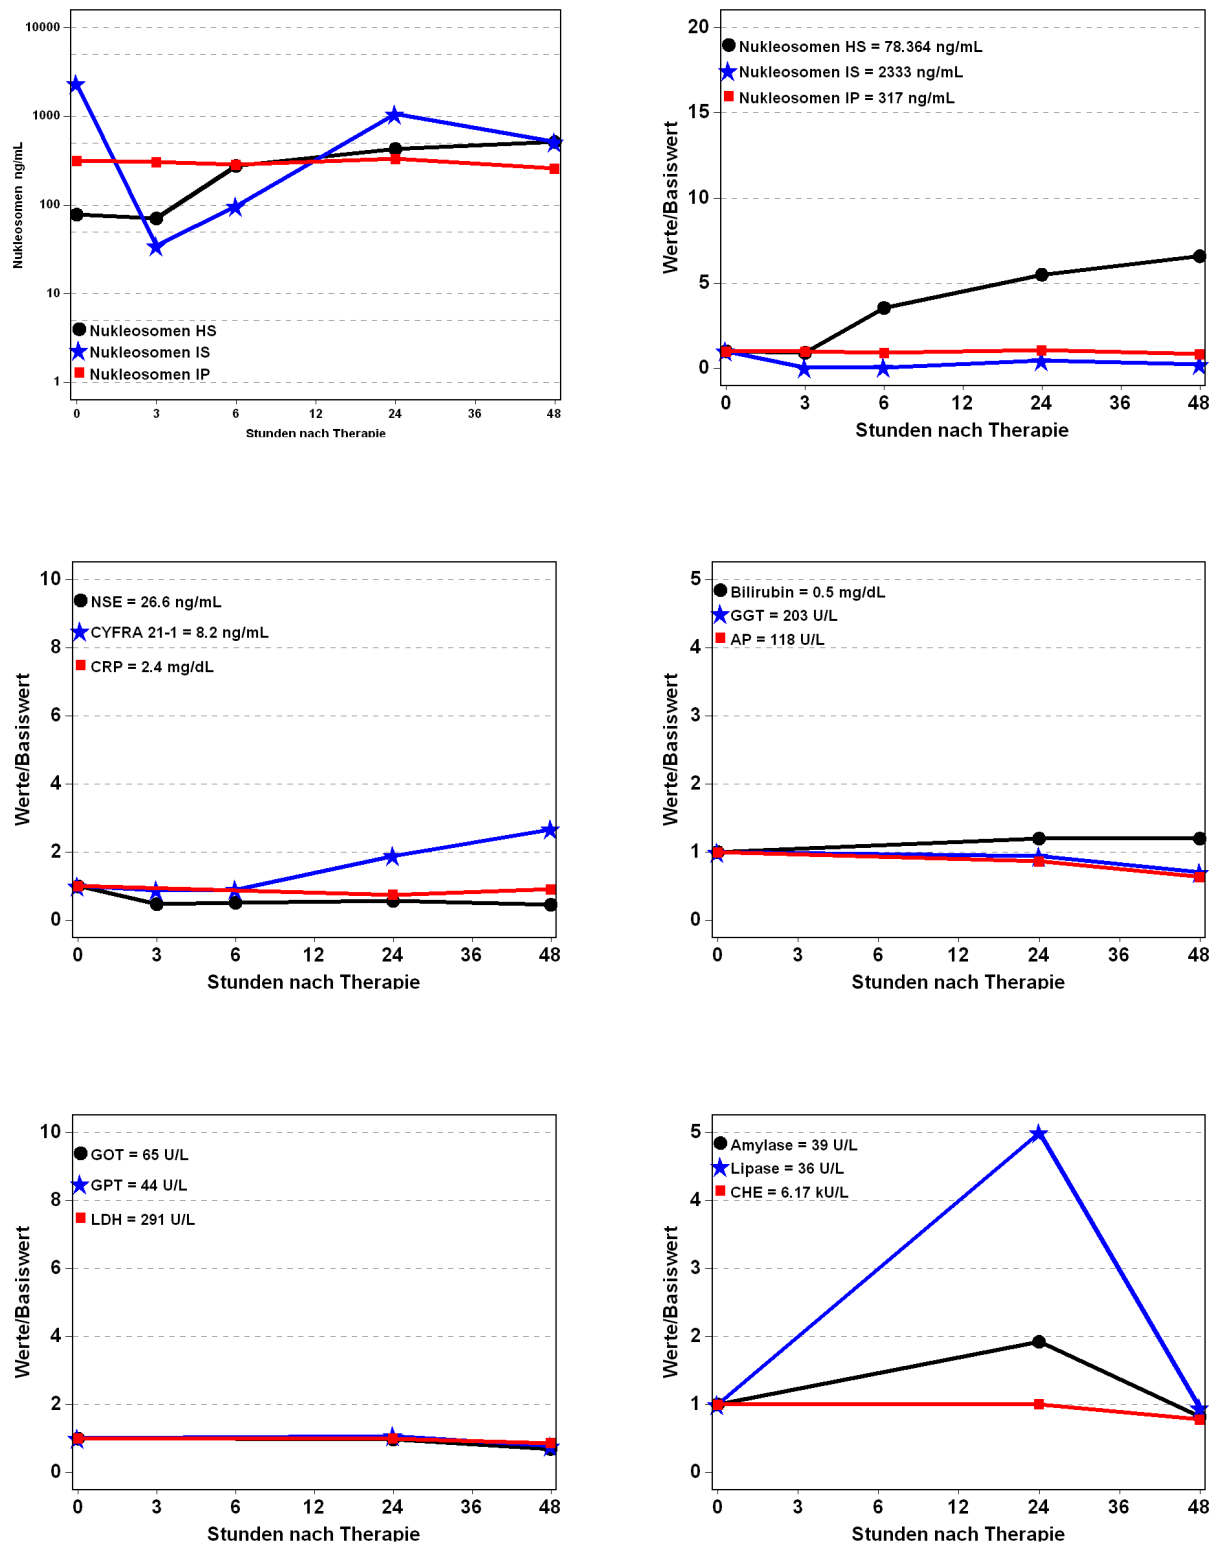 10000
1000
100
10
1
Nukleosomen ng/mL
Nukleosomen HS
Nukleosomen IS
Nukleosomen IP
0 3 6 12 24 36 48
Stunden nach Therapie
20
15
10
5
0
Werte/Basiswert
Nukleosomen HS = 78.364 ng/mL
Nukleosomen IS = 2333 ng/mL
Nukleosomen IP = 317 ng/mL
0 3 6 12 24 36 48
Stunden nach Therapie
10
8
6
4
2
0
Werte/Basiswert
NSE = 26.6 ng/mL
CYFRA 21-1 = 8.2 ng/mL
CRP = 2.4 mg/dL
0 3 6 12 24 36 48
Stunden nach Therapie
5
4
3
2
1
0
Werte/Basiswert
Bilirubin = 0.5 mg/dL
GGT = 203 U/L
AP = 118 U/L
0 3 6 12 24 36 48
Stunden nach Therapie
10
8
6
4
2
0
Werte/Basiswert
GOT = 65 U/L
GPT = 44 U/L
LDH = 291 U/L
0 3 6 12 24 36 48
Stunden nach Therapie
5
4
3
2
1
0
Werte/Basiswert
Amylase = 39 U/L
Lipase = 36 U/L
CHE = 6.17 kU/L
0 3 6 12 24 36 48
Stunden nach Therapie